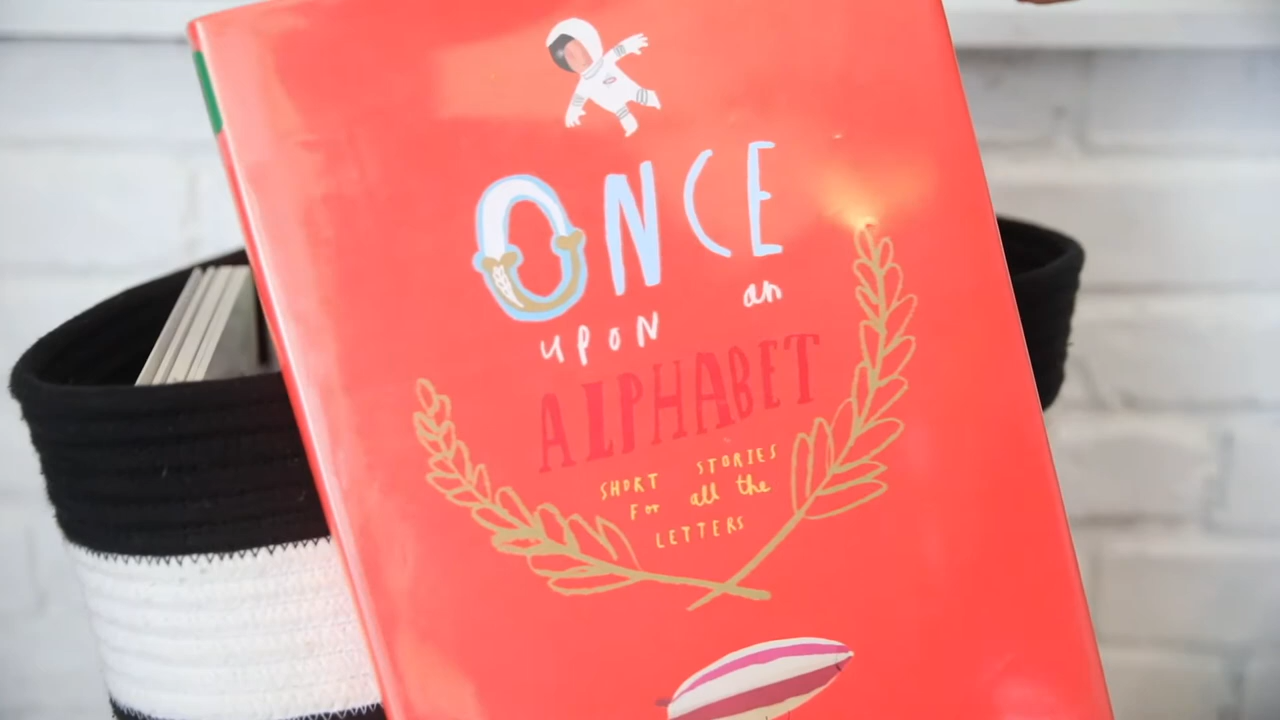 ONCE
UPON an
ALPHABET
SHORT STORIES
For all the
LETTERS